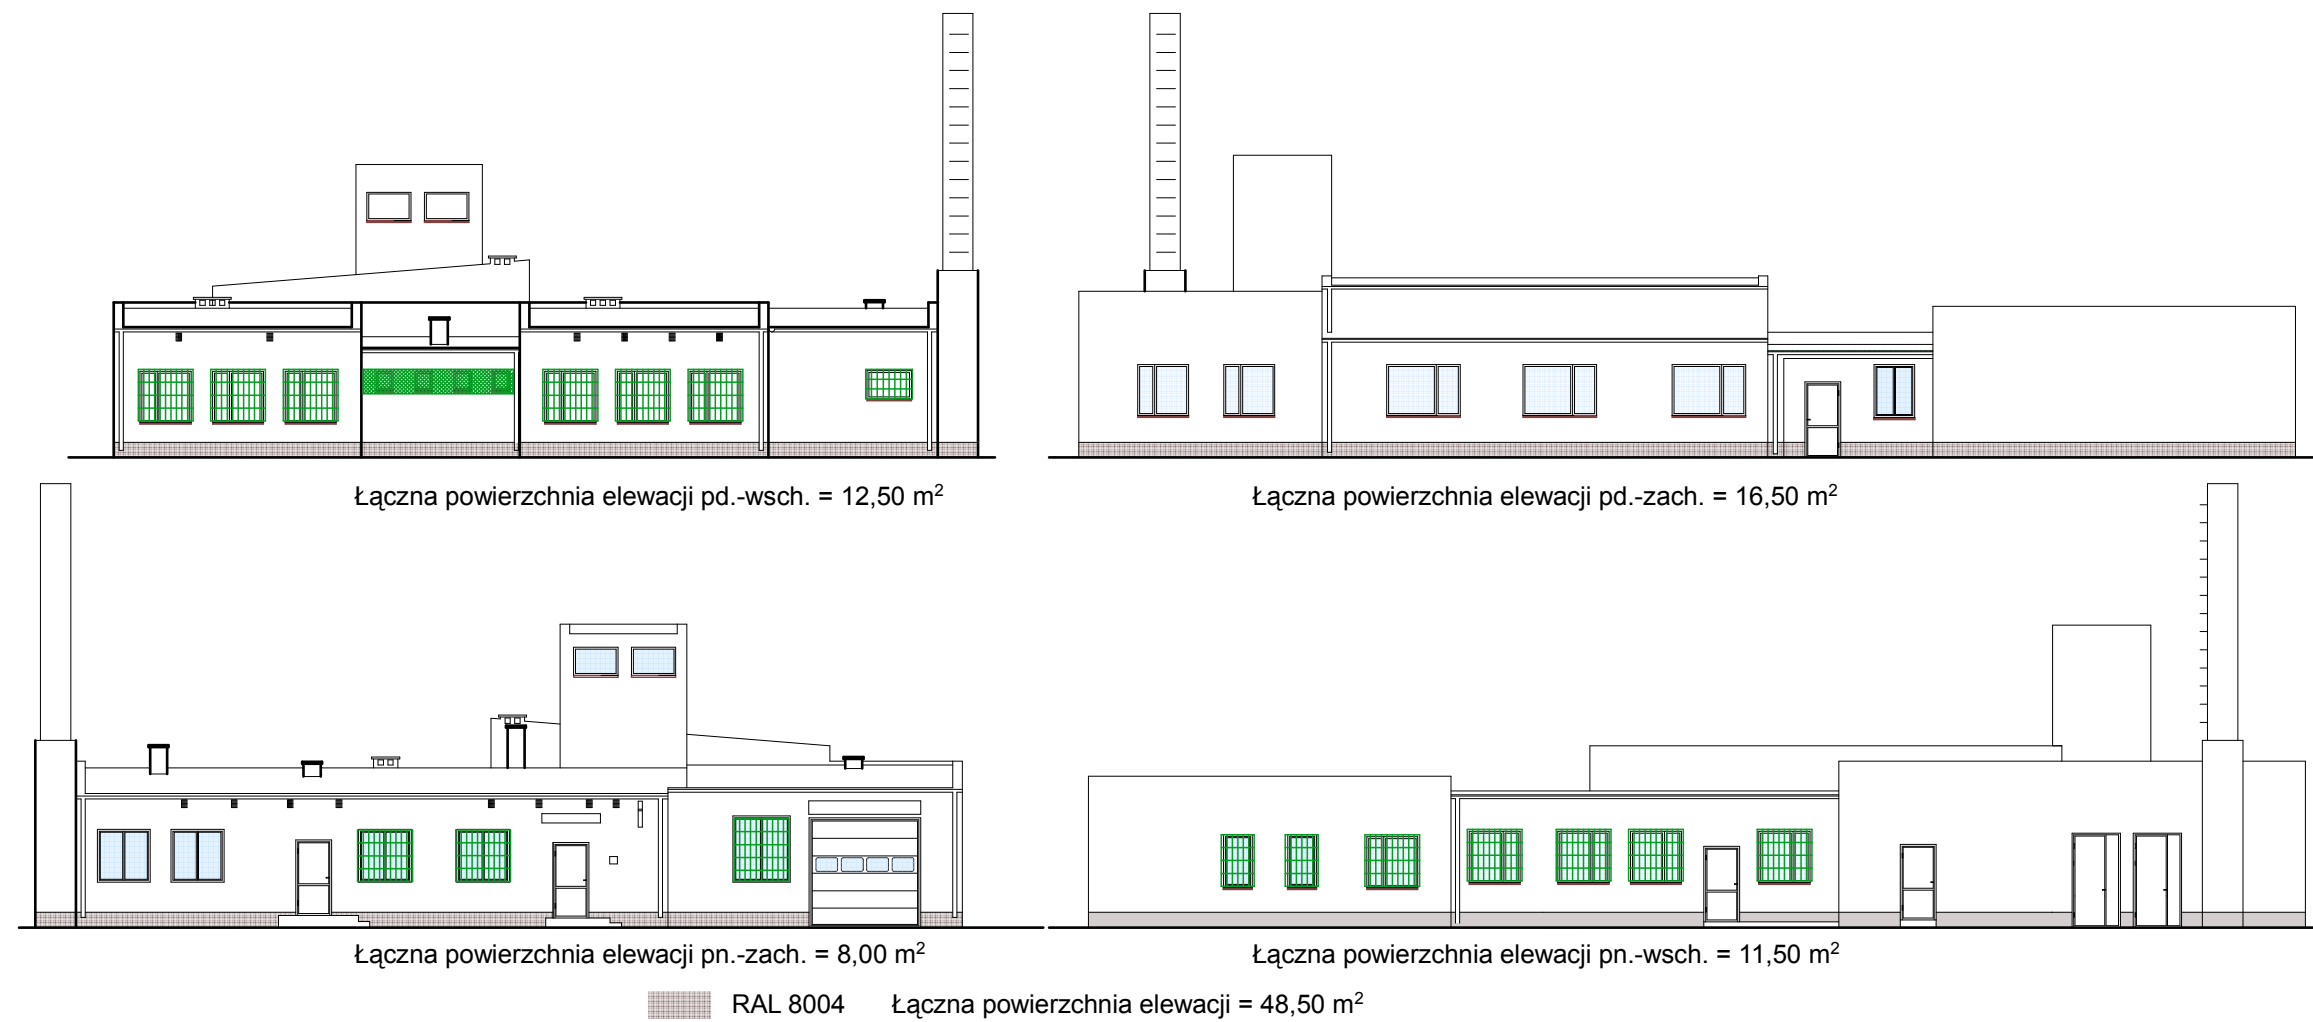 Łączna powierzchnia elewacji pd.-wsch. = 12,50 m²
Łączna powierzchnia elewacji pd.-zach. = 16,50 m²
Łączna powierzchnia elewacji pn.-zach. = 8,00 m²
Łączna powierzchnia elewacji pn.-wsch. = 11,50 m²
RAL 8004 Łączna powierzchnia elewacji = 48,50 m²